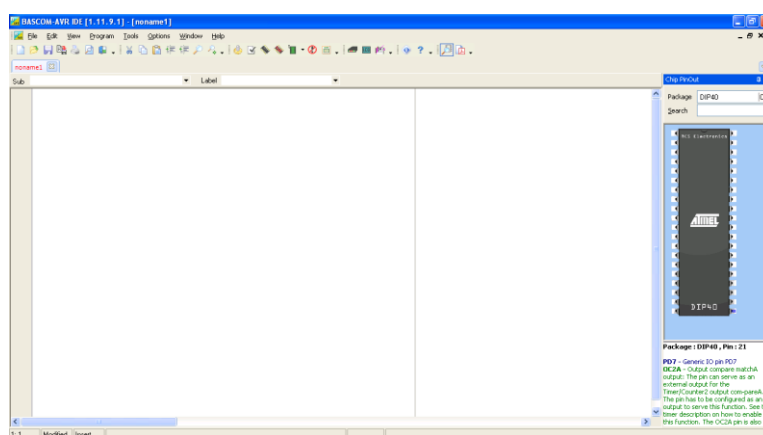 BASCOM-AVR IDE [1.11.9.1] - [noname1]
File Edit View Program Tools Options Window Help
noname1
Sub Label
Chip PinOut
Package DIP40
Search
MCS Electronics
ATMEL
DIP40
Package : DIP40 , Pin : 21
PD7 - Generic IO pin PD7
OC2A - Output compare matchA
output: The pin can serve as an
external output for the
Timer/Counter2 output com-pareA.
The pin has to be configured as an
output to serve this function. See
timer description on how to enable
this function. The OC2A pin is also
1: 1 Modified Insert